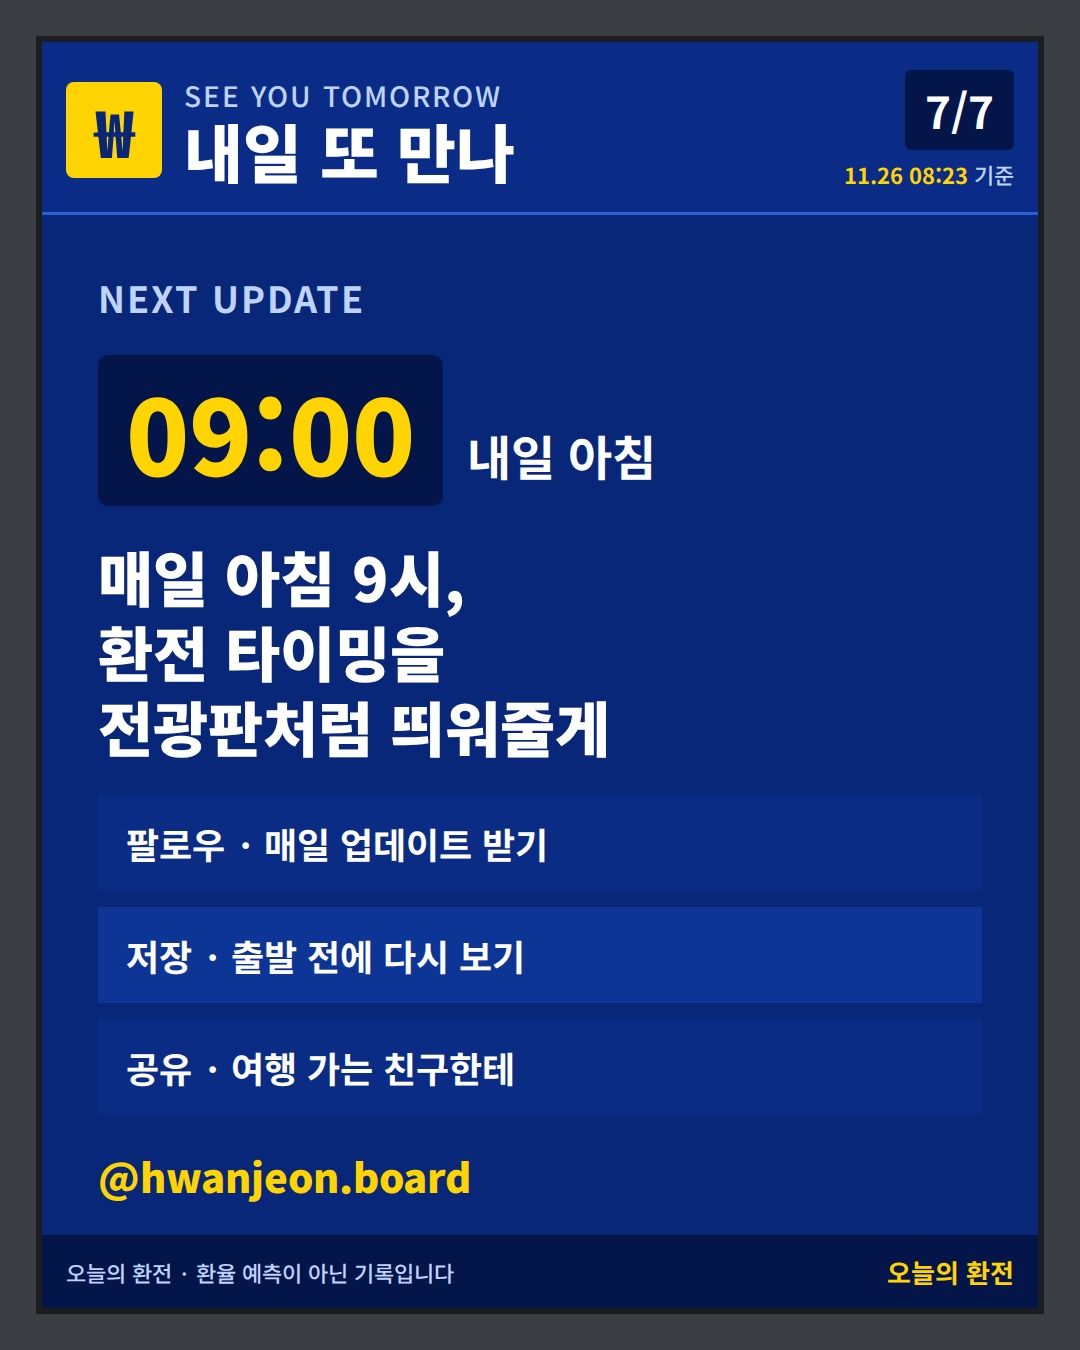 ₩
SEE YOU TOMORROW
내일 또 만나
7/7
11.26 08:23 기준
NEXT UPDATE
09:00 내일 아침
매일 아침 9시,
환전 타이밍을
전광판처럼 띄워줄게
팔로우 · 매일 업데이트 받기
저장 · 출발 전에 다시 보기
공유 · 여행 가는 친구한테
@hwanjeon.board
오늘의 환전 · 환율 예측이 아닌 기록입니다
오늘의 환전